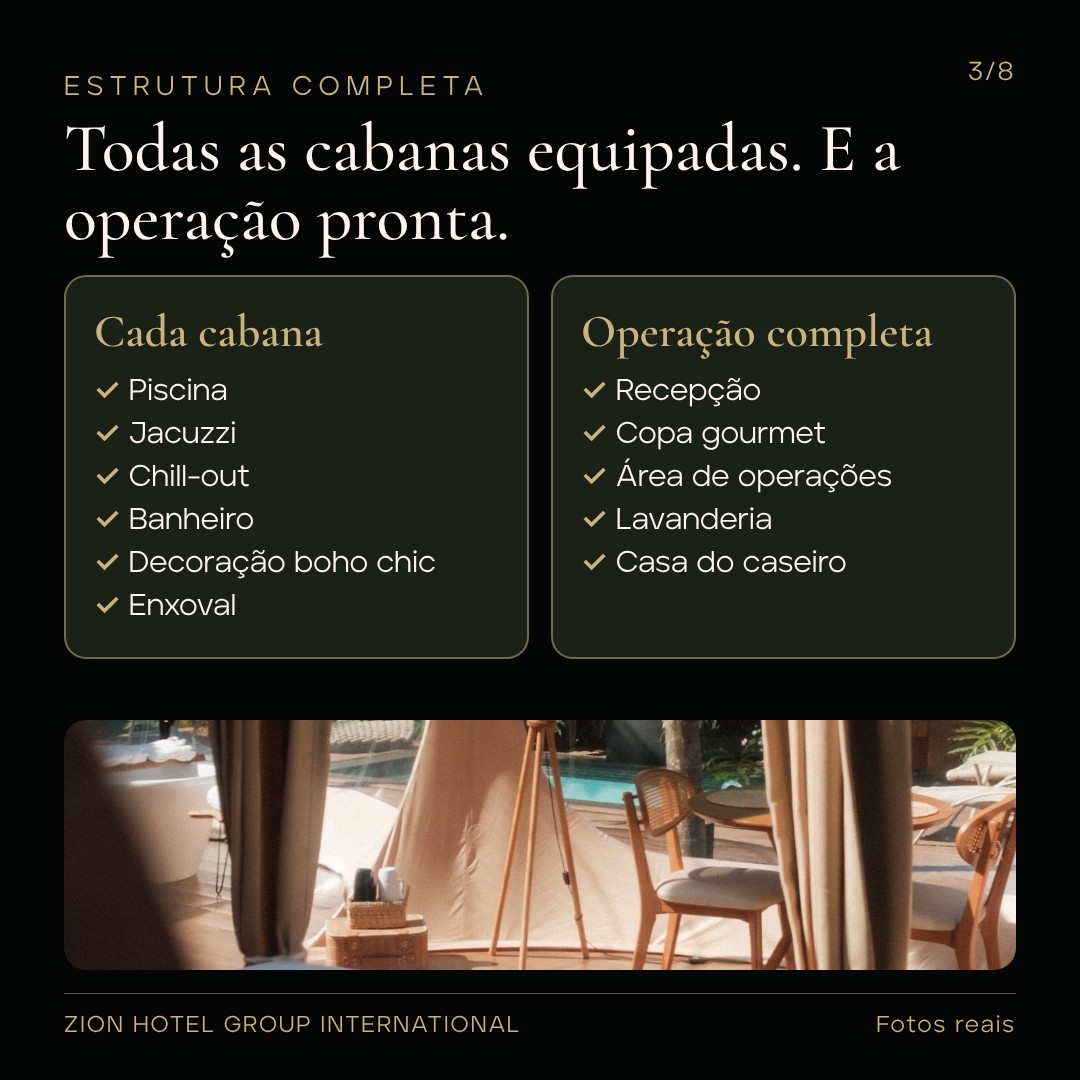 ESTRUTURA COMPLETA
3/8
Todas as cabanas equipadas. E a
operação pronta.
Cada cabana
✓ Piscina
✓ Jacuzzi
✓ Chill-out
✓ Banheiro
✓ Decoração boho chic
✓ Enxoval
Operação completa
✓ Recepção
✓ Copa gourmet
✓ Área de operações
✓ Lavanderia
✓ Casa do caseiro
ZION HOTEL GROUP INTERNATIONAL
Fotos reais